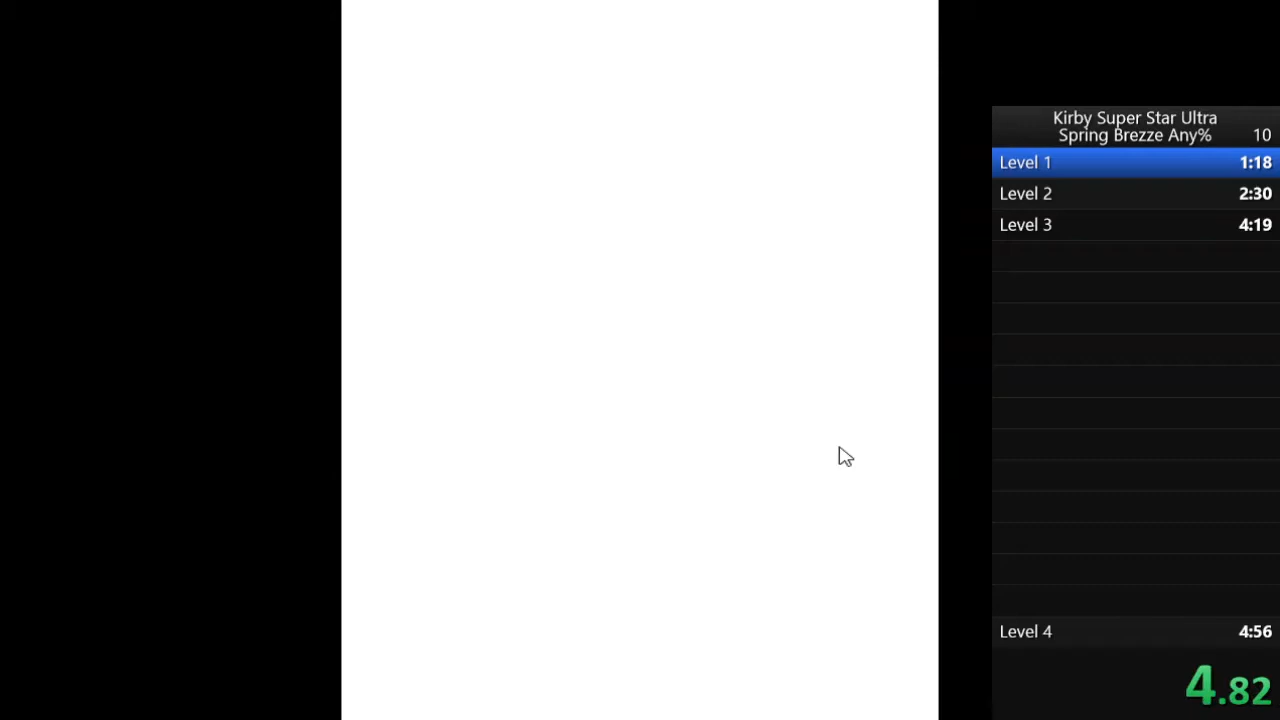 Kirby Super Star Ultra
Spring Brezze Any% 10
Level 1 1:18
Level 2 2:30
Level 3 4:19
Level 4 4:56
4.82